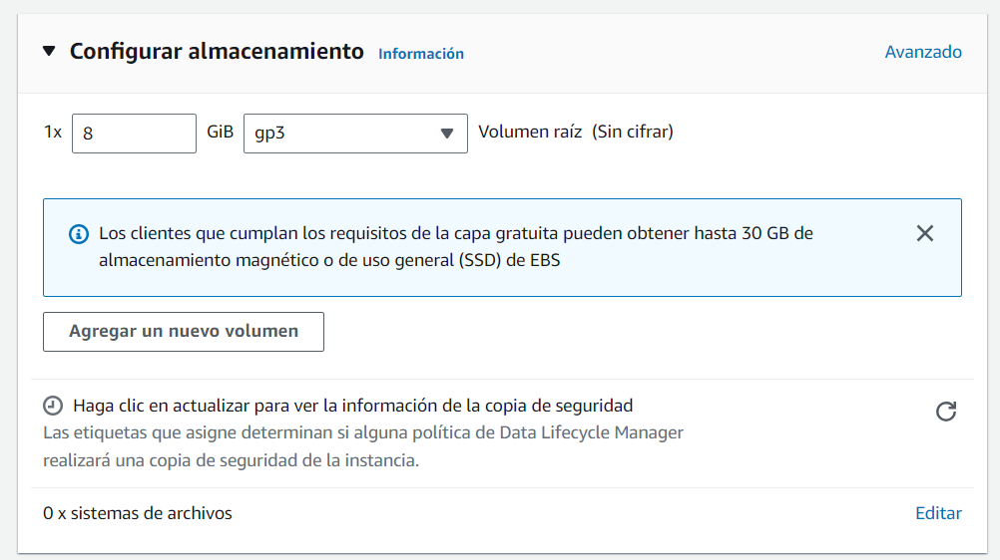 Configurar almacenamiento Información Avanzado
1x 8 GiB gp3 Volumen raíz (Sin cifrar)
Los clientes que cumplan los requisitos de la capa gratuita pueden obtener hasta 30 GB de
almacenamiento magnético o de uso general (SSD) de EBS
Agregar un nuevo volumen
Haga clic en actualizar para ver la información de la copia de seguridad
Las etiquetas que asigne determinan si alguna política de Data Lifecycle Manager
realizará una copia de seguridad de la instancia.
0 x sistemas de archivos Editar